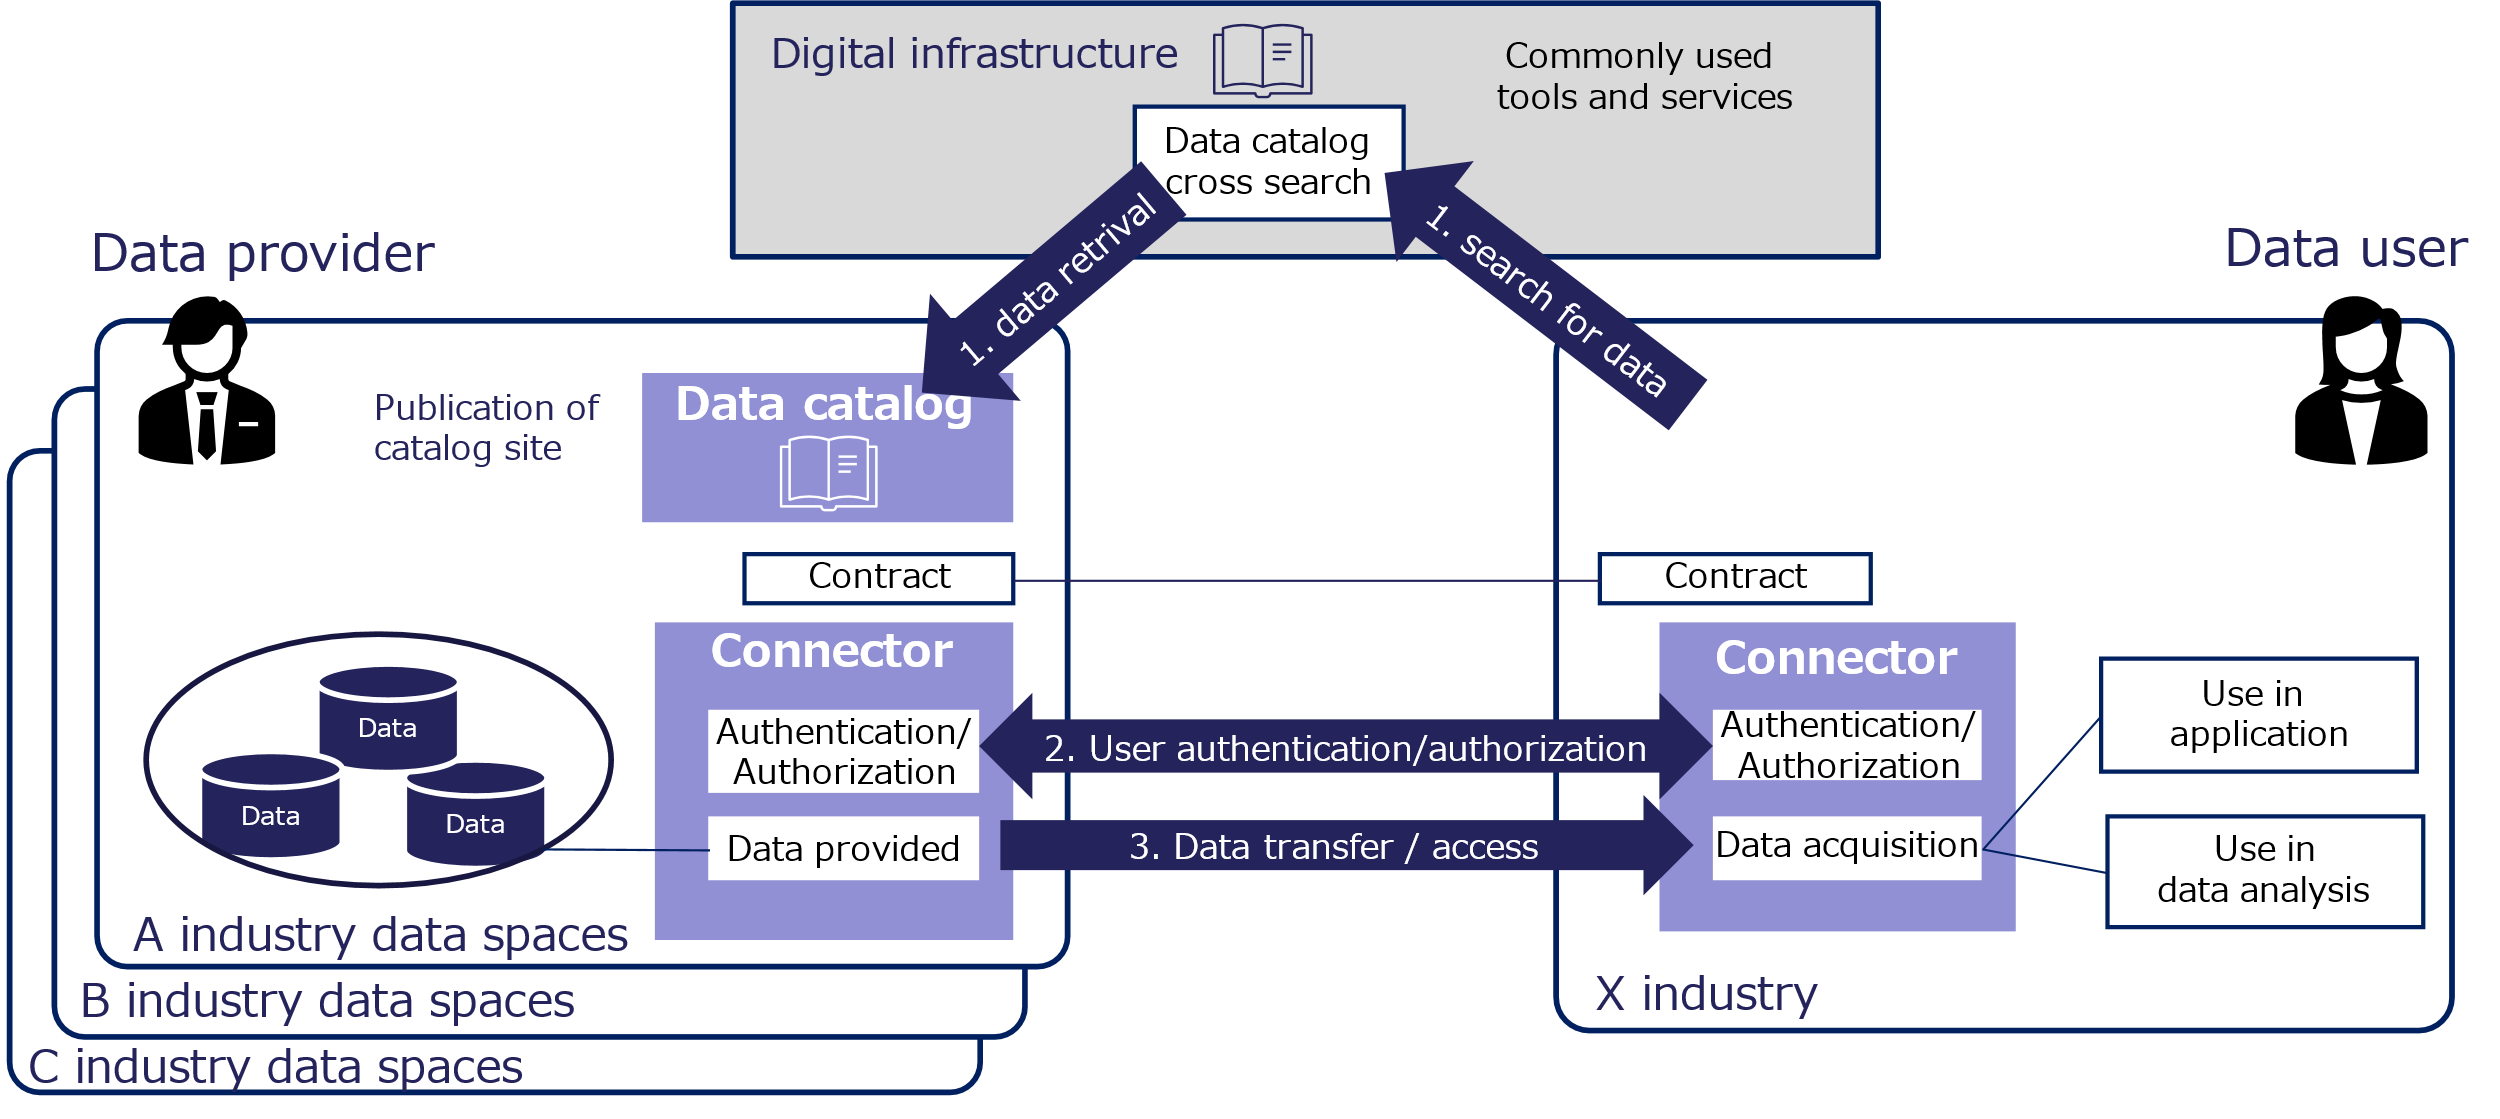 Digital infrastructure
Commonly used
tools and services
Data catalog
cross search
1. data retrival
1. search for data
Data provider
Data user
Publication of
catalog site
Data catalog
Contract
Contract
Connector
Authentication/
Authorization
Data provided
Data
Data
Data
2. User authentication/authorization
3. Data transfer / access
Connector
Authentication/
Authorization
Data acquisition
Use in
application
Use in
data analysis
A industry data spaces
B industry data spaces
C industry data spaces
X industry